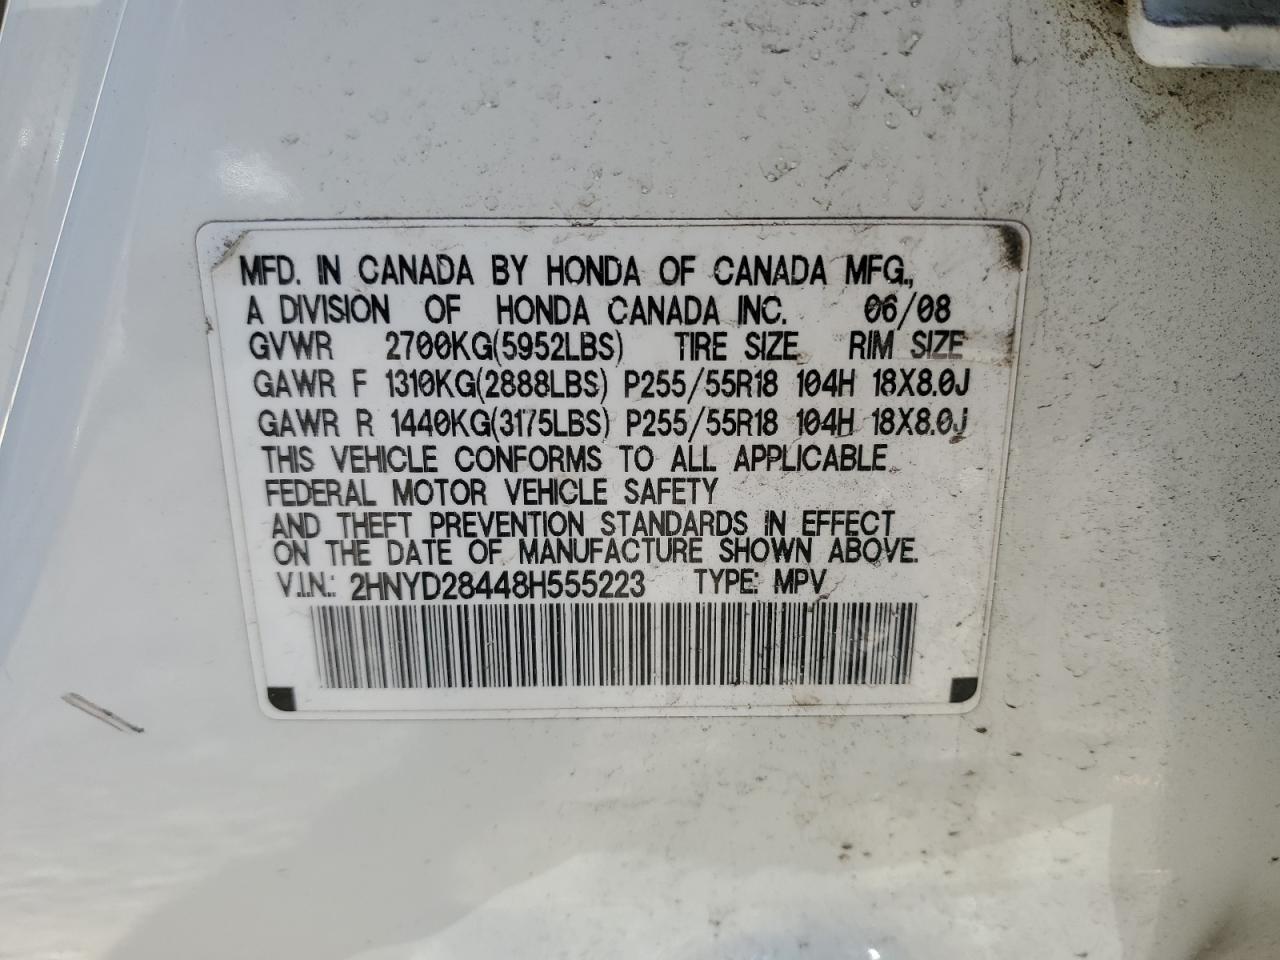 MFD. IN CANADA BY HONDA OF CANADA MFG.,
A DIVISION OF HONDA CANADA INC. 06/08
GVWR 2700KG(5952LBS) TIRE SIZE RIM SIZE
GAWR F 1310KG(2888LBS) P255/55R18 104H 18X8.0J
GAWR R 1440KG(3175LBS) P255/55R18 104H 18X8.0J
THIS VEHICLE CONFORMS TO ALL APPLICABLE
FEDERAL MOTOR VEHICLE SAFETY
AND THEFT PREVENTION STANDARDS IN EFFECT
ON THE DATE OF MANUFACTURE SHOWN ABOVE.
V.I.N.: 2HNYD28448H555223 TYPE: MPV